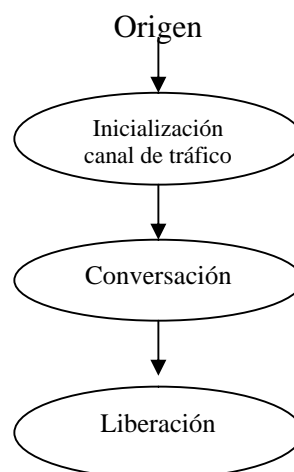 Origen
Inicialización
canal de tráfico
Conversación
Liberación